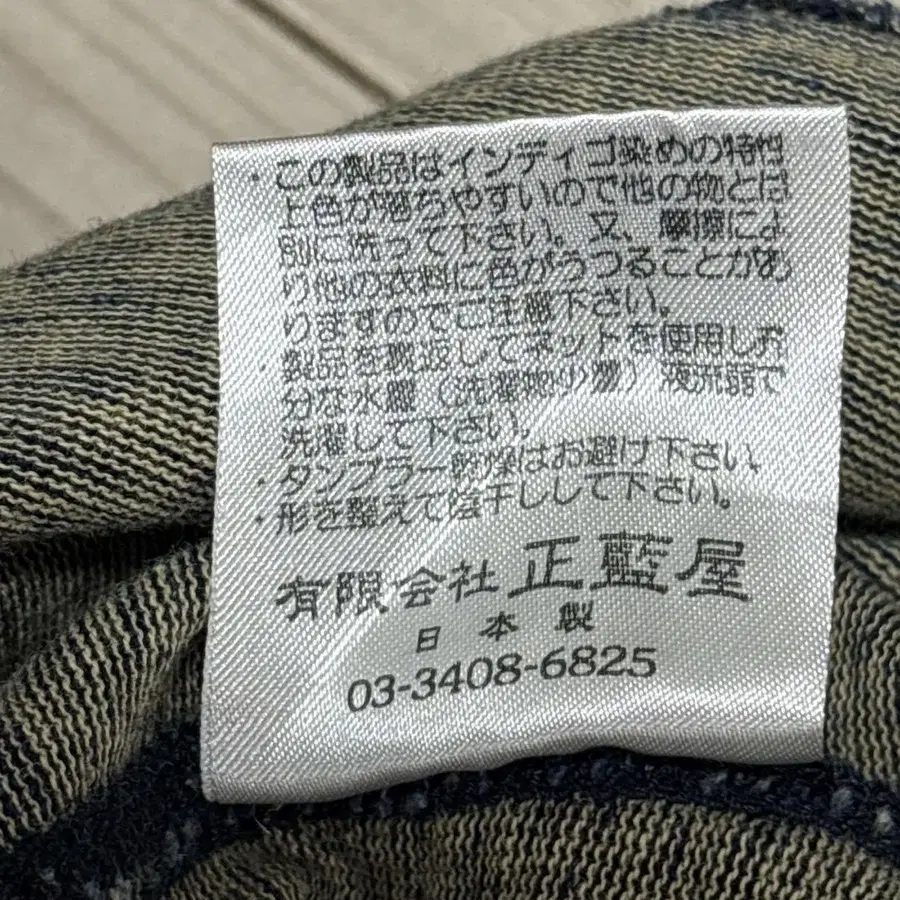 ・この製品はインディゴ染めの特性
上色が落ちやすいので他の物とは
別に洗って下さい。又、摩擦によ
り他の衣料に色がうつることがあ
りますのでご注意下さい。
・製品を裏返してネットを使用し充
分な水量（洗濯物少量）液流弱で
洗濯して下さい。
・タンブラー乾燥はお避け下さい。
・形を整えて陰干しして下さい。
有限会社 正藍屋
日本製
03-3408-6825